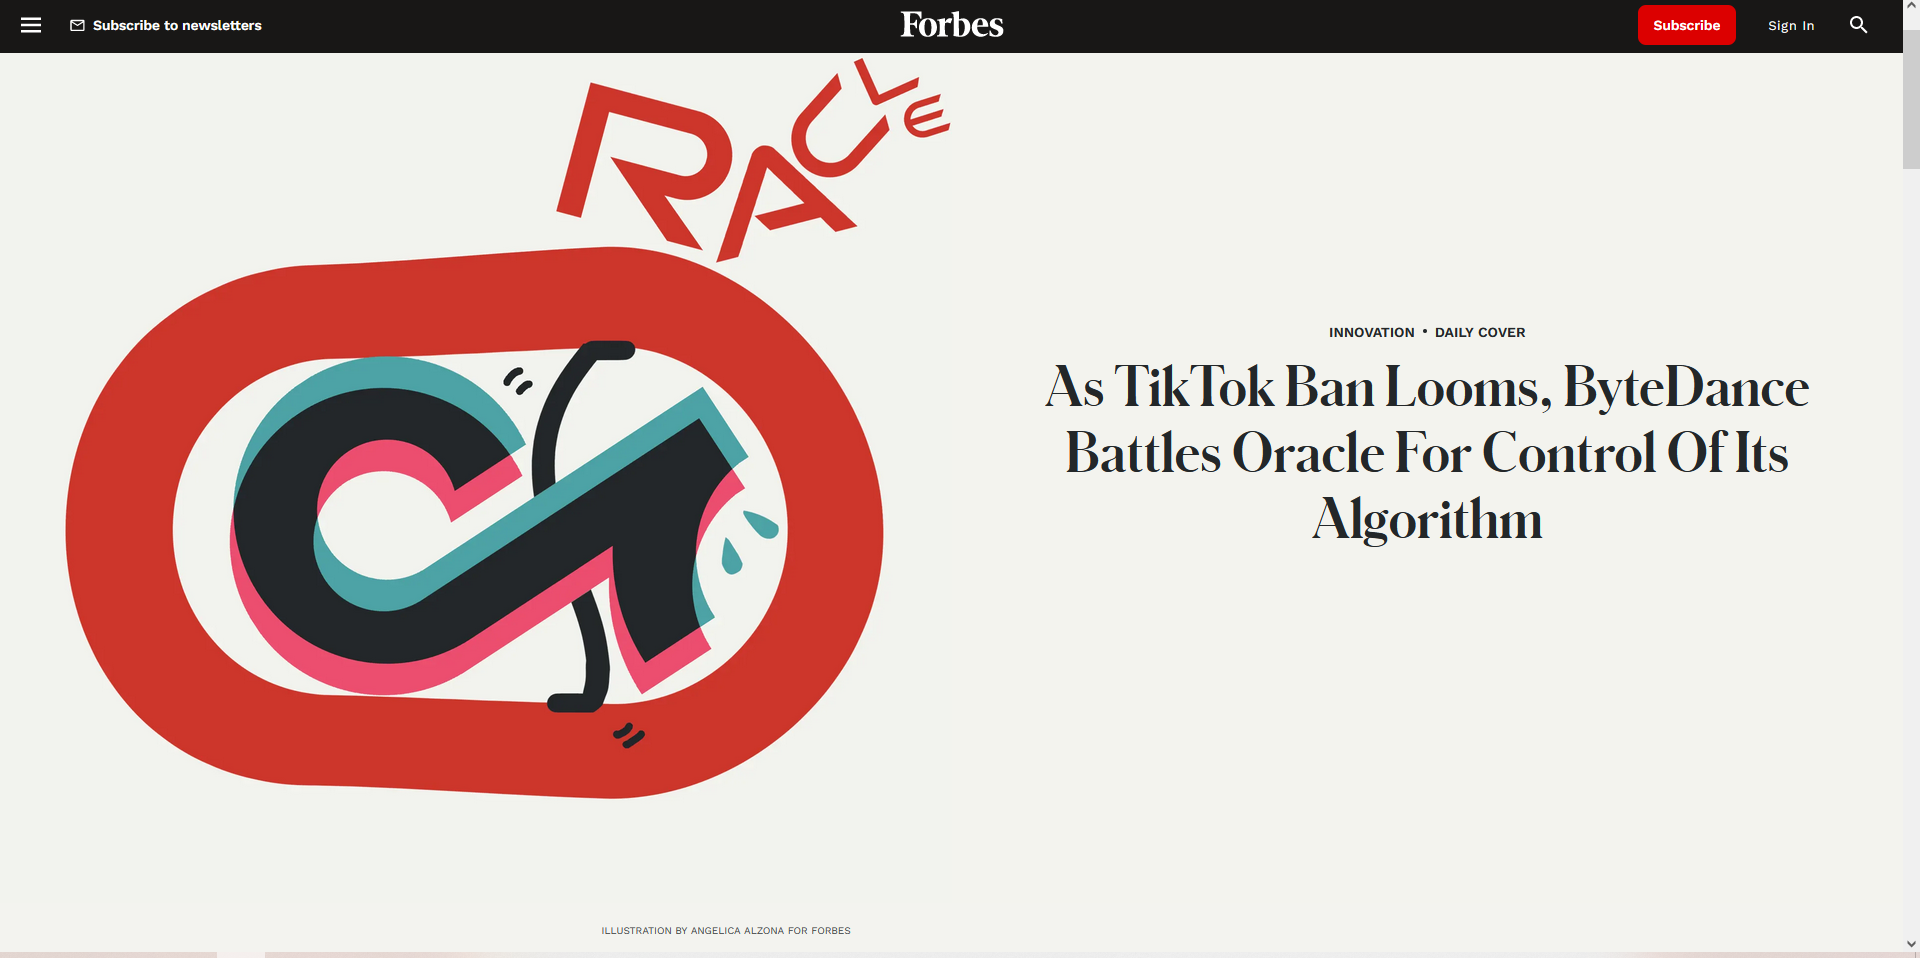 Subscribe to newsletters
Forbes
Subscribe
Sign In
RACLE
INNOVATION • DAILY COVER
As TikTok Ban Looms, ByteDance
Battles Oracle For Control Of Its
Algorithm
ILLUSTRATION BY ANGELICA ALZONA FOR FORBES